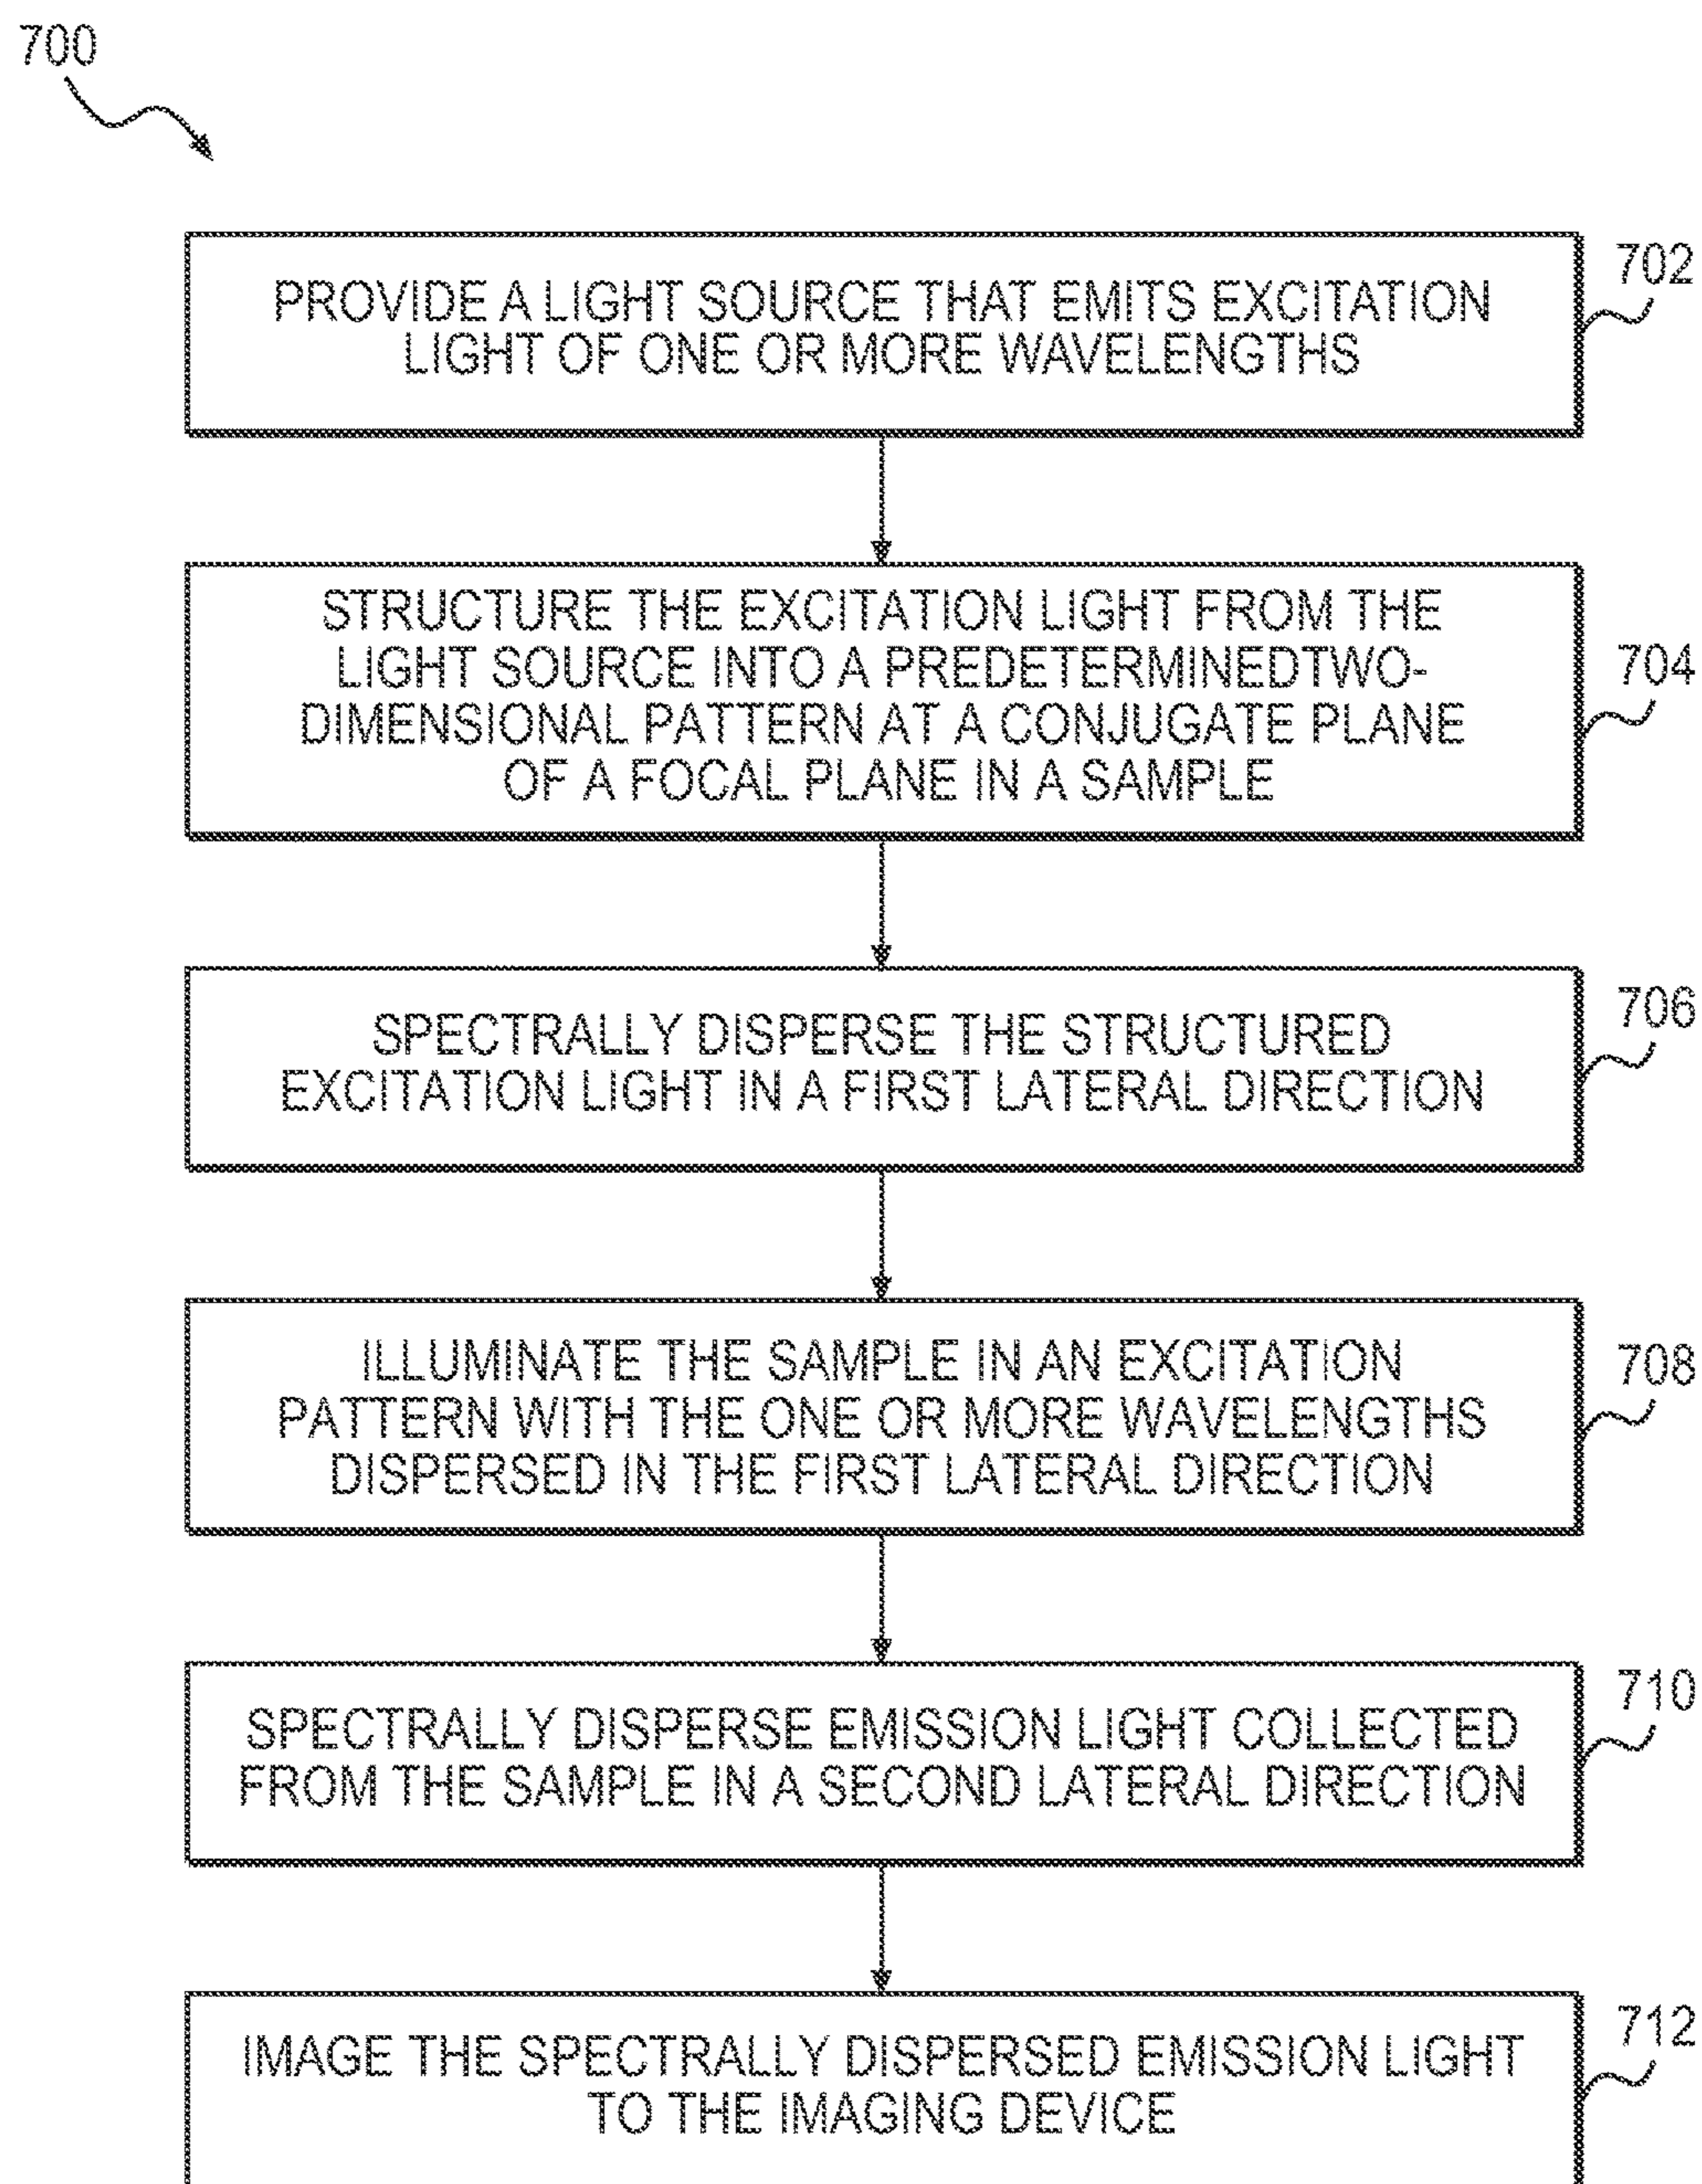 700
702
PROVIDE A LIGHT SOURCE THAT EMITS EXCITATION
LIGHT OF ONE OR MORE WAVELENGTHS
704
STRUCTURE THE EXCITATION LIGHT FROM THE
LIGHT SOURCE INTO A PREDETERMINEDTWO-
DIMENSIONAL PATTERN AT A CONJUGATE PLANE
OF A FOCAL PLANE IN A SAMPLE
706
SPECTRALLY DISPERSE THE STRUCTURED
EXCITATION LIGHT IN A FIRST LATERAL DIRECTION
708
ILLUMINATE THE SAMPLE IN AN EXCITATION
PATTERN WITH THE ONE OR MORE WAVELENGTHS
DISPERSED IN THE FIRST LATERAL DIRECTION
710
SPECTRALLY DISPERSE EMISSION LIGHT COLLECTED
FROM THE SAMPLE IN A SECOND LATERAL DIRECTION
712
IMAGE THE SPECTRALLY DISPERSED EMISSION LIGHT
TO THE IMAGING DEVICE